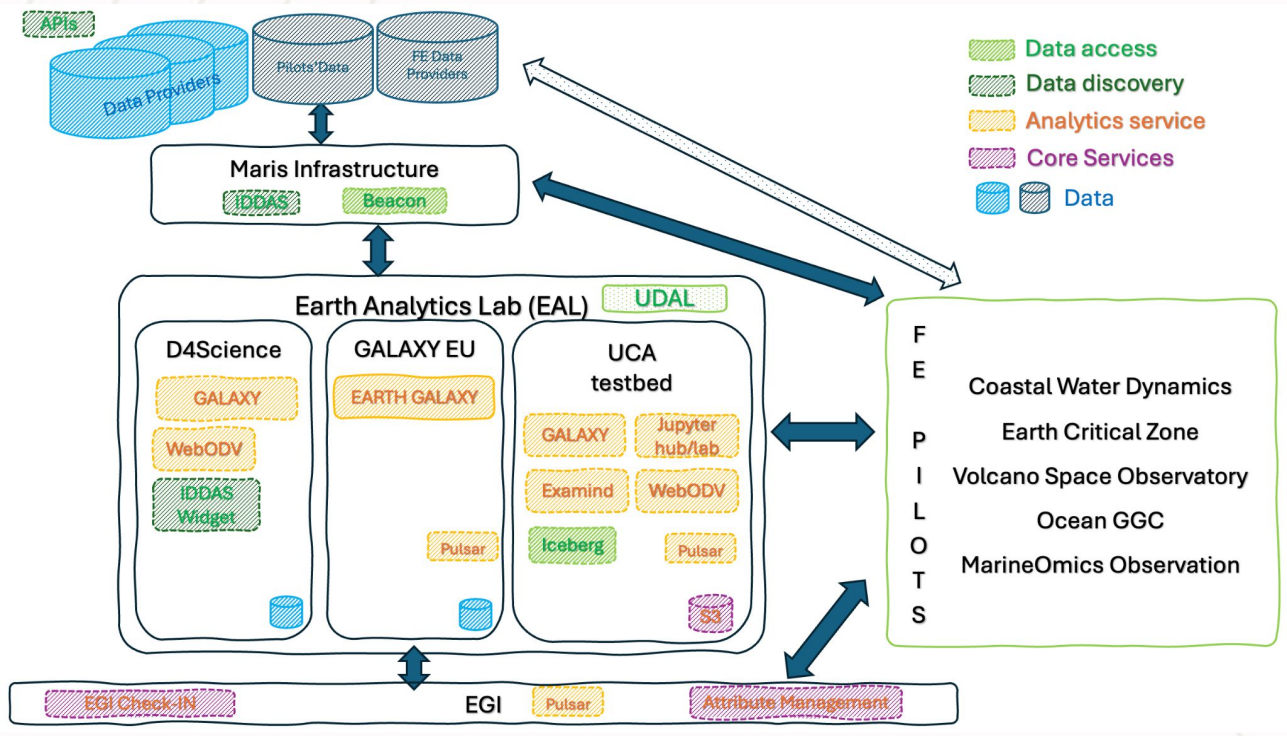 APIs
Data Providers
Pilots'Data
FE Data
Providers
Data access
Data discovery
Analytics service
Core Services
Data
Maris Infrastructure
IDDAS
Beacon
Earth Analytics Lab (EAL)
UDAL
D4Science
GALAXY
WebODV
IDDAS
Widget
GALAXY EU
EARTH GALAXY
Pulsar
UCA
testbed
GALAXY
Jupyter
hub/lab
Examind
WebODV
Iceberg
Pulsar
S3
FE PILOTS
Coastal Water Dynamics
Earth Critical Zone
Volcano Space Observatory
Ocean GGC
MarineOmics Observation
EGI Check-IN
EGI
Pulsar
Attribute Management